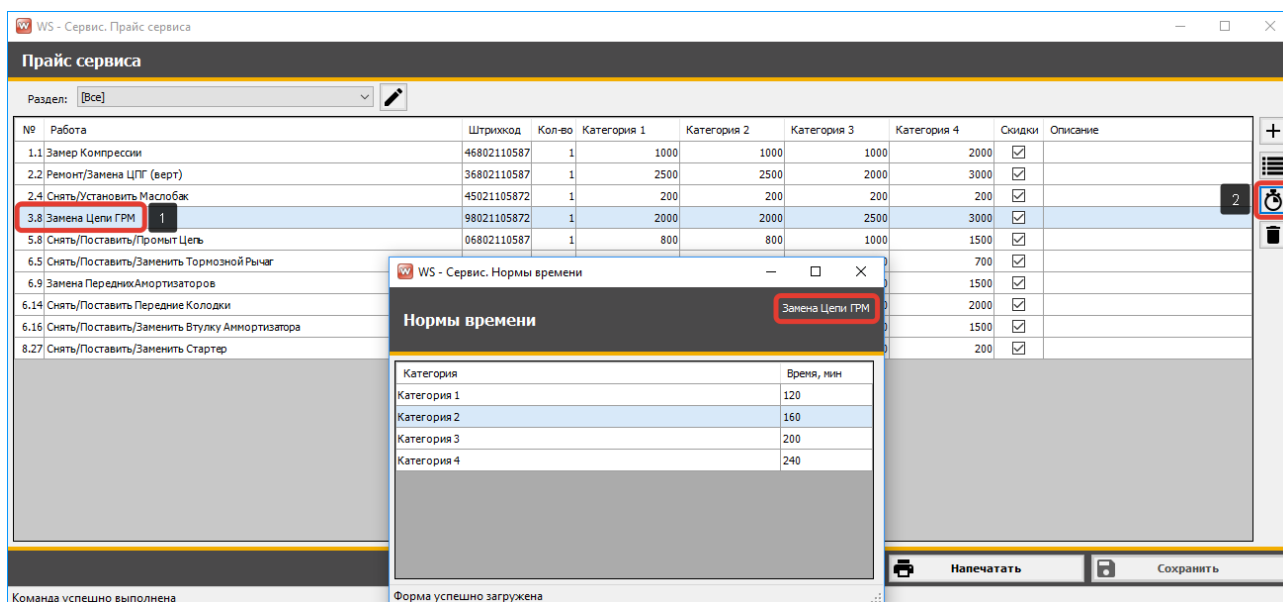 WS - Сервис. Прайс сервиса
Прайс сервиса
Раздел: [Все]
№ Работа Штрихкод Кол-во Категория 1 Категория 2 Категория 3 Категория 4 Скидки Описание
1.1 Замер Компрессии 46802110587 1 1000 1000 1000 2000
2.2 Ремонт/Замена ЦПГ (верт) 36802110587 1 2500 2500 2000 3000
2.4 Снять/Установить Маслобак 45021105872 1 200 200 200 200
2
3.8 Замена Цепи ГРМ 1 98021105872 1 2000 2000 2500 3000
5.8 Снять/Поставить/Промыт Цепь 06802110587 1 800 800 1000 1500
6.5 Снять/Поставить/Заменить Тормозной Рычаг 700
6.9 Замена ПереднихАмортизаторов 1500
6.14 Снять/Поставить Передние Колодки 2000
6.16 Снять/Поставить/Заменить Втулку Аммортизатора 1500
8.27 Снять/Поставить/Заменить Стартер 200
WS - Сервис. Нормы времени
Замена Цепи ГРМ
Нормы времени
Категория Время, мин
Категория 1 120
Категория 2 160
Категория 3 200
Категория 4 240
Форма успешно загружена
Напечатать Сохранить
Команда успешно выполнена